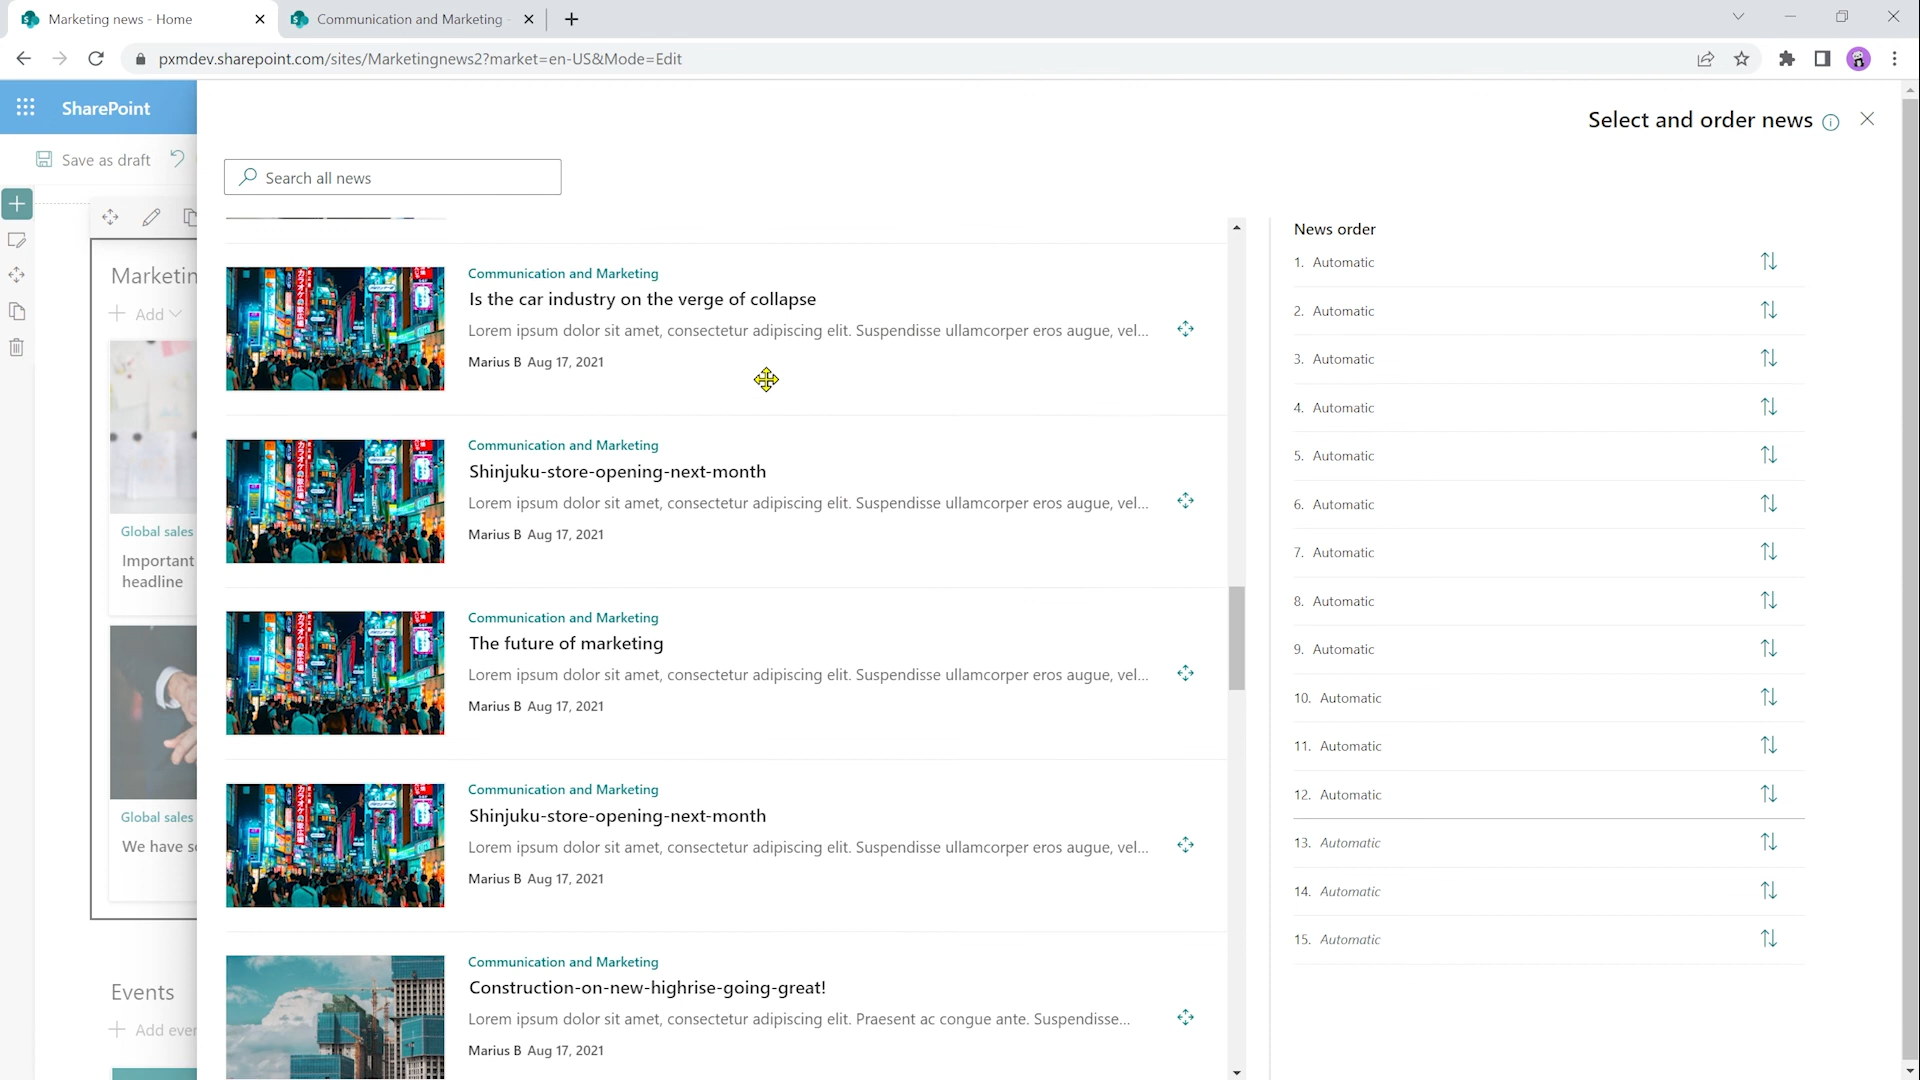 Marketing news - Home
Communication and Marketing -
pxmdev.sharepoint.com/sites/Marketingnews2?market=en-US&Mode=Edit
SharePoint
Select and order news
Save as draft
Search all news
Marketin
Add
Global sales
Important
headline
Global sales
We have so
Events
Add ever
Communication and Marketing
Is the car industry on the verge of collapse
Lorem ipsum dolor sit amet, consectetur adipiscing elit. Suspendisse ullamcorper eros augue, vel...
Marius B Aug 17, 2021
Communication and Marketing
Shinjuku-store-opening-next-month
Lorem ipsum dolor sit amet, consectetur adipiscing elit. Suspendisse ullamcorper eros augue, vel...
Marius B Aug 17, 2021
Communication and Marketing
The future of marketing
Lorem ipsum dolor sit amet, consectetur adipiscing elit. Suspendisse ullamcorper eros augue, vel...
Marius B Aug 17, 2021
Communication and Marketing
Shinjuku-store-opening-next-month
Lorem ipsum dolor sit amet, consectetur adipiscing elit. Suspendisse ullamcorper eros augue, vel...
Marius B Aug 17, 2021
Communication and Marketing
Construction-on-new-highrise-going-great!
Lorem ipsum dolor sit amet, consectetur adipiscing elit. Praesent ac congue ante. Suspendisse...
Marius B Aug 17, 2021
News order
1. Automatic
2. Automatic
3. Automatic
4. Automatic
5. Automatic
6. Automatic
7. Automatic
8. Automatic
9. Automatic
10. Automatic
11. Automatic
12. Automatic
13. Automatic
14. Automatic
15. Automatic